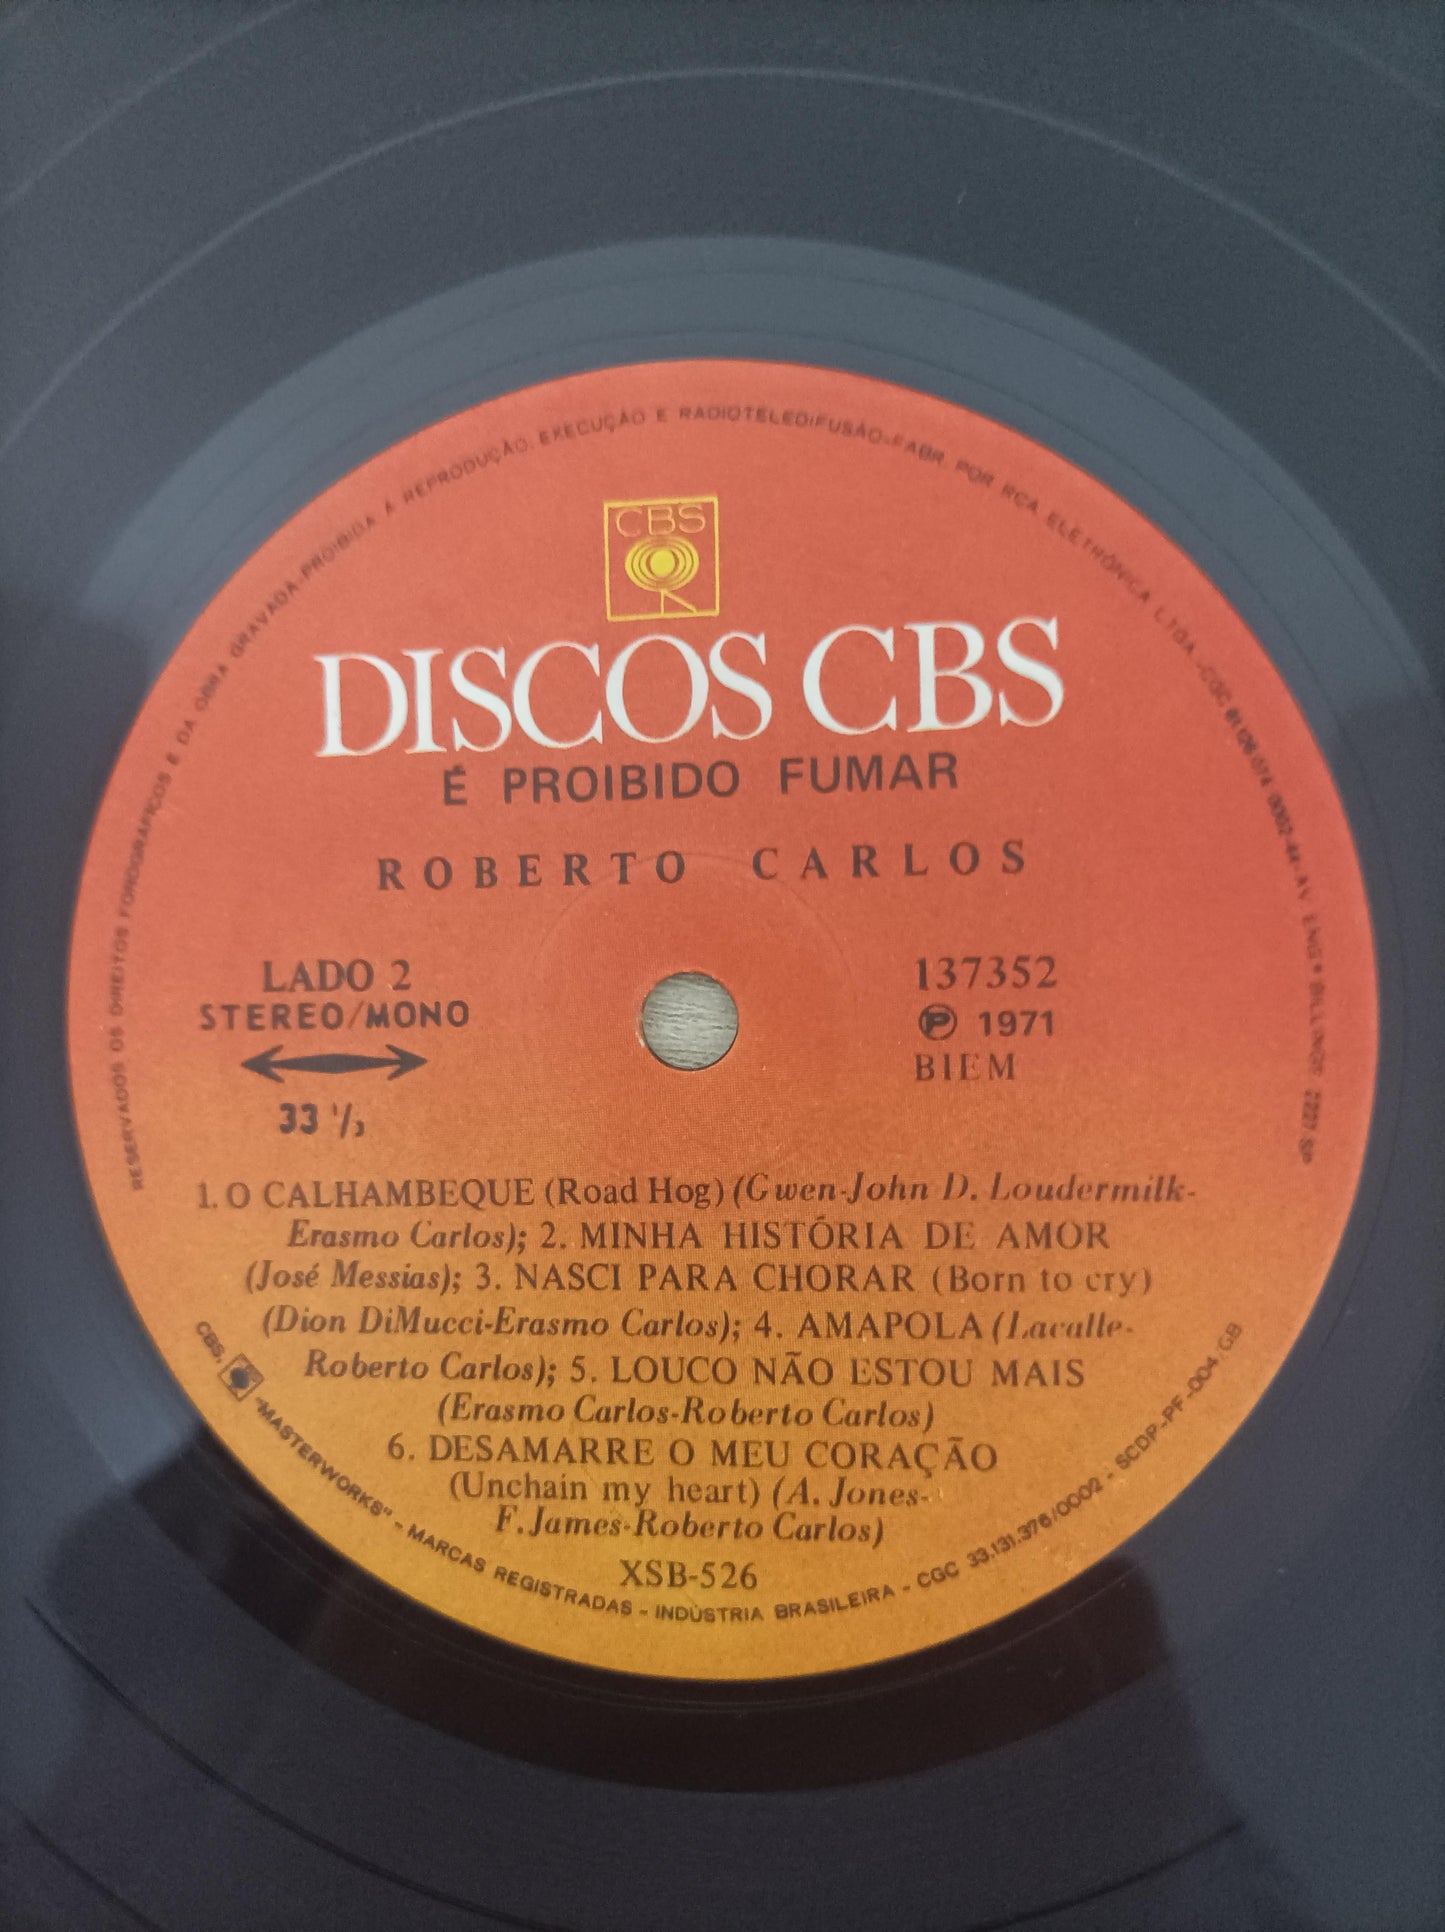 RESERVADOS OS DIREITOS FONOGRÁFICOS E DA OBRA GRAVADA-PROIBIDA A REPRODUÇÃO, EXECUÇÃO E RADIOTELEDIFUSÃO-FABR. POR RCA ELETRÔNICA LTDA.-CGC
CBS
DISCOS CBS
É PROIBIDO FUMAR
ROBERTO CARLOS
LADO 2
STEREO/MONO
33 1/3
137352
Ⓟ 1971
BIEM
1. O CALHAMBEQUE (Road Hog) (Gwen-John D. Loudermilk-
Erasmo Carlos); 2. MINHA HISTÓRIA DE AMOR
(José Messias); 3. NASCI PARA CHORAR (Born to cry)
(Dion DiMucci-Erasmo Carlos); 4. AMAPOLA (Lacalle-
Roberto Carlos); 5. LOUCO NÃO ESTOU MAIS
(Erasmo Carlos-Roberto Carlos)
6. DESAMARRE O MEU CORAÇÃO
(Unchain my heart) (A. Jones-
F. James-Roberto Carlos)
XSB-526
CBS, "MASTERWORKS" - MARCAS REGISTRADAS - INDÚSTRIA BRASILEIRA - CGC 33.131.376/0002 - SCDP-PF-004/GB